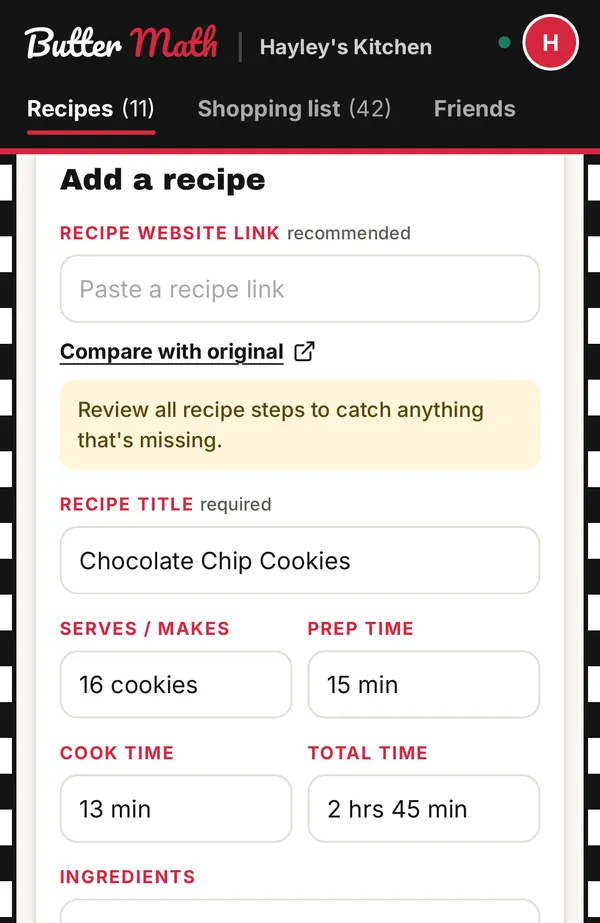 Butter Math | Hayley's Kitchen
H
Recipes (11) Shopping list (42) Friends
Add a recipe
RECIPE WEBSITE LINK recommended
Paste a recipe link
Compare with original
Review all recipe steps to catch anything
that's missing.
RECIPE TITLE required
Chocolate Chip Cookies
SERVES / MAKES PREP TIME
16 cookies 15 min
COOK TIME TOTAL TIME
13 min 2 hrs 45 min
INGREDIENTS